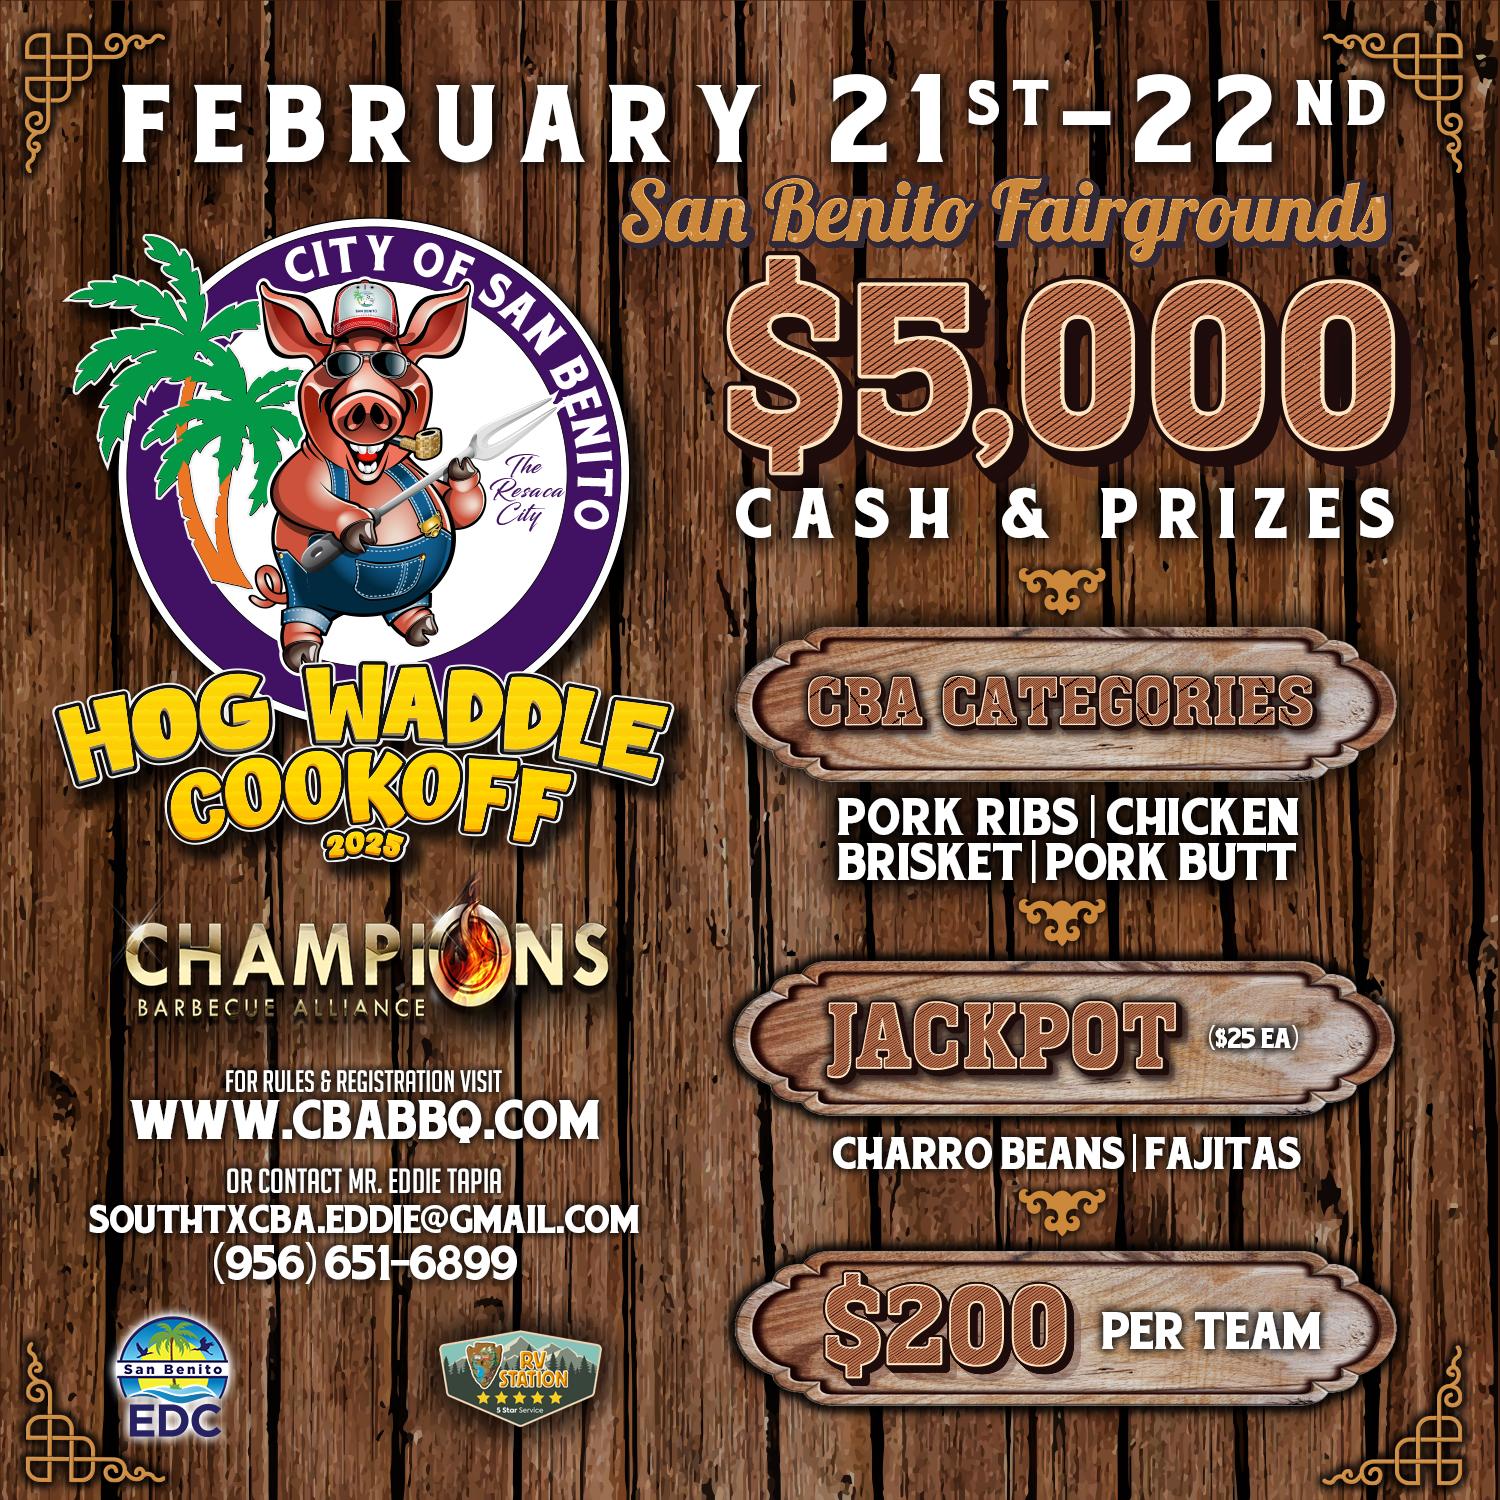 FEBRUARY 21ST-22ND
San Benito Fairgrounds
$5,000
CASH & PRIZES
CITY OF SAN BENITO
SAN BENITO
The
Resaca
City
HOG WADDLE
COOKOFF
2025
CHAMPIONS
BARBECUE ALLIANCE
FOR RULES & REGISTRATION VISIT
WWW.CBABBQ.COM
OR CONTACT MR. EDDIE TAPIA
SOUTHTXCBA.EDDIE@GMAIL.COM
(956) 651-6899
San Benito
EDC
RV
STATION
5 Star Service
CBA CATEGORIES
PORK RIBS | CHICKEN
BRISKET | PORK BUTT
JACKPOT ($25 EA)
CHARRO BEANS | FAJITAS
$200 PER TEAM